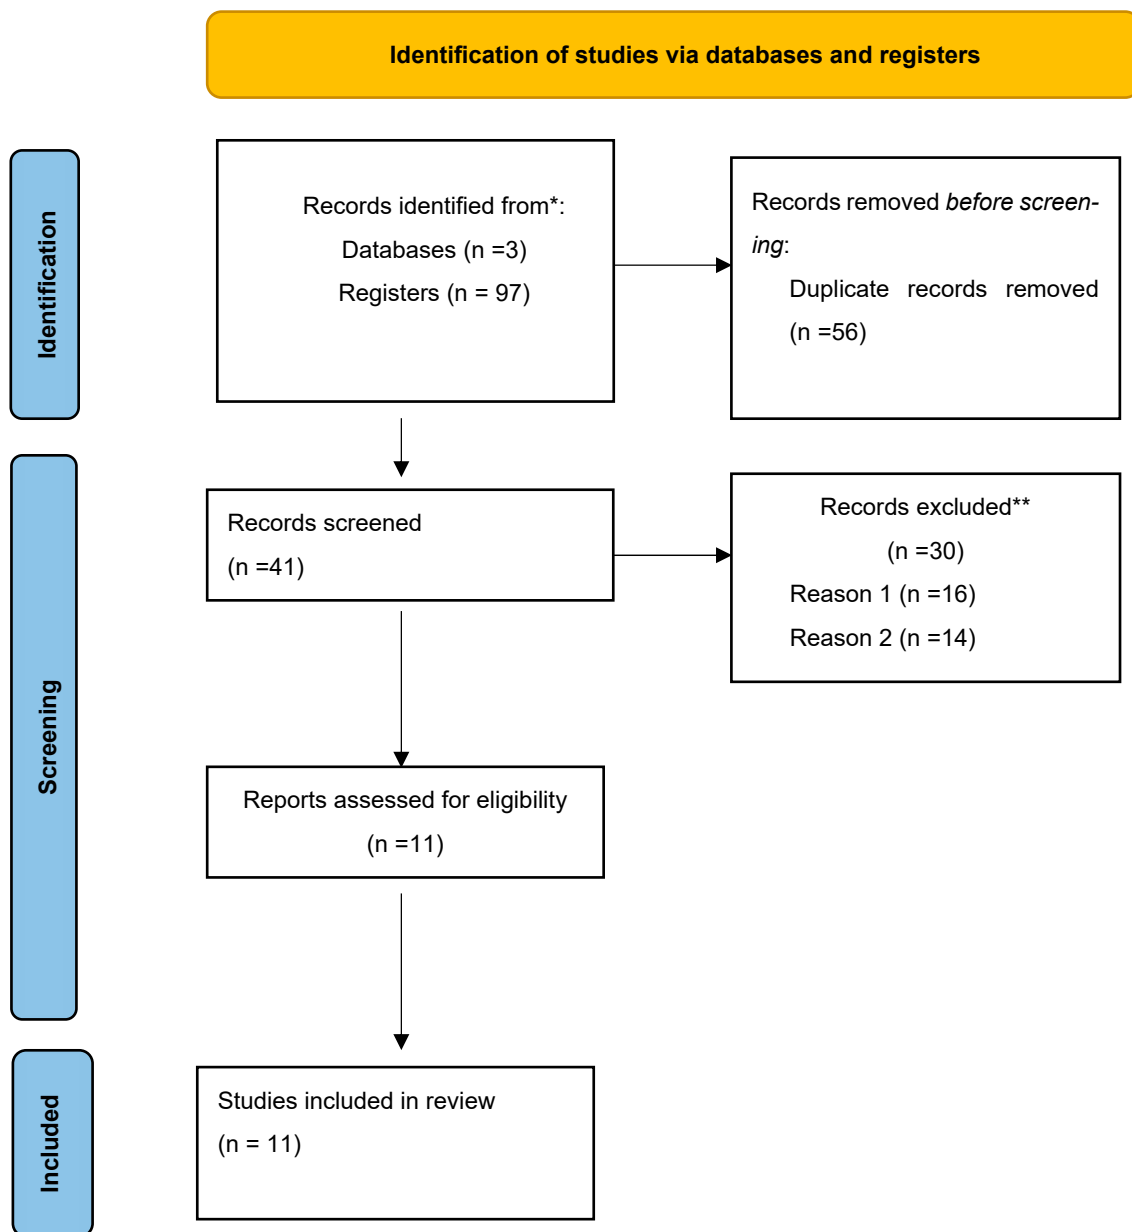 Identification of studies via databases and registers
Identification
Records identified from*:
Databases (n =3)
Registers (n = 97)
Records removed before screen-
ing:
Duplicate records removed
(n =56)
Screening
Records screened
(n =41)
Records excluded**
(n =30)
Reason 1 (n =16)
Reason 2 (n =14)
Reports assessed for eligibility
(n =11)
Included
Studies included in review
(n = 11)